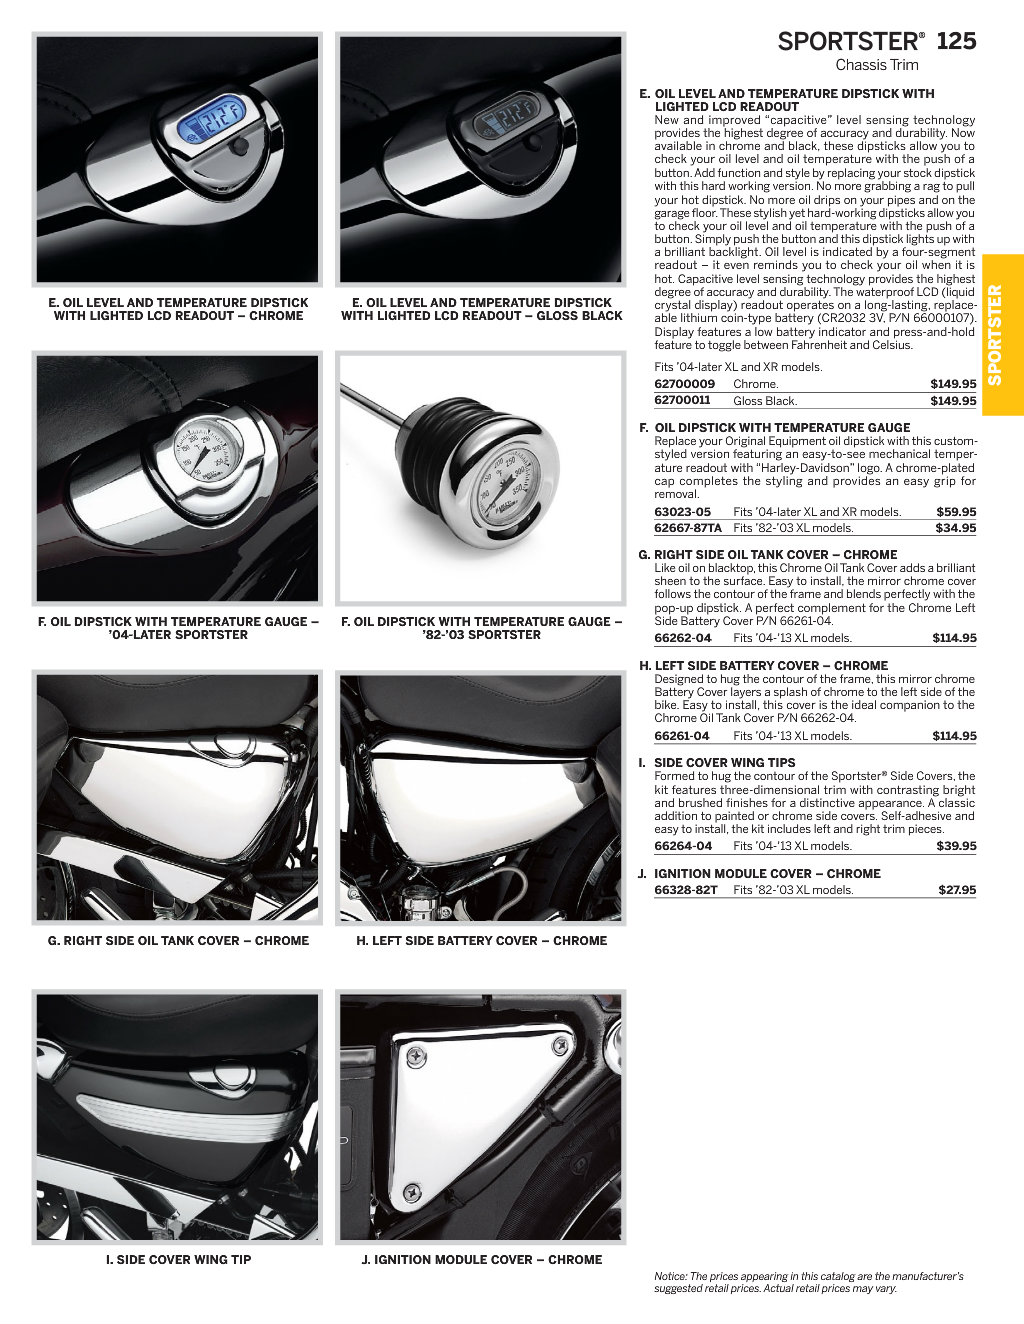 SPORTSTER® 125
Chassis Trim
E. OIL LEVEL AND TEMPERATURE DIPSTICK
WITH LIGHTED LCD READOUT – CHROME
E. OIL LEVEL AND TEMPERATURE DIPSTICK
WITH LIGHTED LCD READOUT – GLOSS BLACK
F. OIL DIPSTICK WITH TEMPERATURE GAUGE –
’04-LATER SPORTSTER
F. OIL DIPSTICK WITH TEMPERATURE GAUGE –
’82-’03 SPORTSTER
G. RIGHT SIDE OIL TANK COVER – CHROME
H. LEFT SIDE BATTERY COVER – CHROME
I. SIDE COVER WING TIP
J. IGNITION MODULE COVER – CHROME
E. OIL LEVEL AND TEMPERATURE DIPSTICK WITH
LIGHTED LCD READOUT
New and improved “capacitive” level sensing technology
provides the highest degree of accuracy and durability. Now
available in chrome and black, these dipsticks allow you to
check your oil level and oil temperature with the push of a
button. Add function and style by replacing your stock dipstick
with this hard working version. No more grabbing a rag to pull
your hot dipstick. No more oil drips on your pipes and on the
garage floor. These stylish yet hard-working dipsticks allow you
to check your oil level and oil temperature with the push of a
button. Simply push the button and this dipstick lights up with
a brilliant backlight. Oil level is indicated by a four-segment
readout – it even reminds you to check your oil when it is
hot. Capacitive level sensing technology provides the highest
degree of accuracy and durability. The waterproof LCD (liquid
crystal display) readout operates on a long-lasting, replace-
able lithium coin-type battery (CR2032 3V, P/N 66000107).
Display features a low battery indicator and press-and-hold
feature to toggle between Fahrenheit and Celsius.
Fits ’04-later XL and XR models.
62700009 Chrome. $149.95
62700011 Gloss Black. $149.95
F. OIL DIPSTICK WITH TEMPERATURE GAUGE
Replace your Original Equipment oil dipstick with this custom-
styled version featuring an easy-to-see mechanical temper-
ature readout with “Harley-Davidson” logo. A chrome-plated
cap completes the styling and provides an easy grip for
removal.
63023-05 Fits ’04-later XL and XR models. $59.95
62667-87TA Fits ’82-’03 XL models. $34.95
G. RIGHT SIDE OIL TANK COVER – CHROME
Like oil on blacktop, this Chrome Oil Tank Cover adds a brilliant
sheen to the surface. Easy to install, the mirror chrome cover
follows the contour of the frame and blends perfectly with the
pop-up dipstick. A perfect complement for the Chrome Left
Side Battery Cover P/N 66261-04.
66262-04 Fits ’04-’13 XL models. $114.95
H. LEFT SIDE BATTERY COVER – CHROME
Designed to hug the contour of the frame, this mirror chrome
Battery Cover layers a splash of chrome to the left side of the
bike. Easy to install, this cover is the ideal companion to the
Chrome Oil Tank Cover P/N 66262-04.
66261-04 Fits ’04-’13 XL models. $114.95
I. SIDE COVER WING TIPS
Formed to hug the contour of the Sportster® Side Covers, the
kit features three-dimensional trim with contrasting bright
and brushed finishes for a distinctive appearance. A classic
addition to painted or chrome side covers. Self-adhesive and
easy to install, the kit includes left and right trim pieces.
66264-04 Fits ’04-’13 XL models. $39.95
J. IGNITION MODULE COVER – CHROME
66328-82T Fits ’82-’03 XL models. $27.95
SPORTSTER
Notice: The prices appearing in this catalog are the manufacturer’s
suggested retail prices. Actual retail prices may vary.